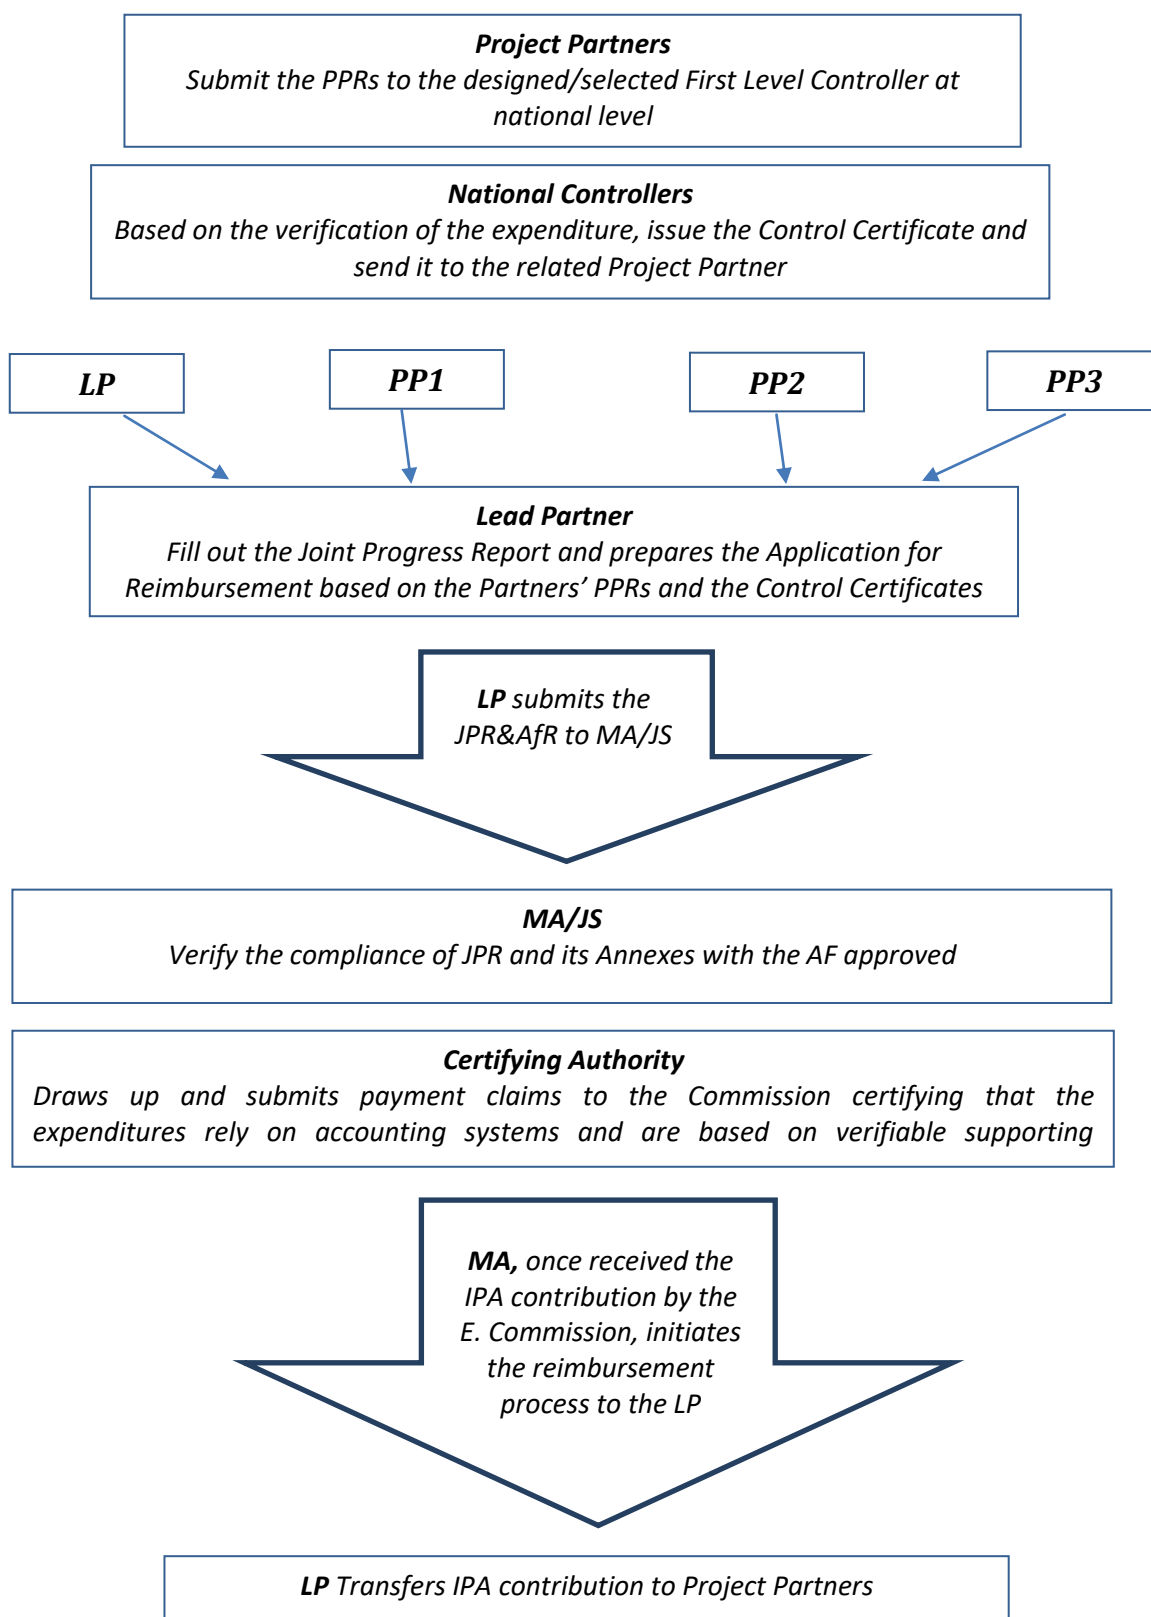 Project Partners
Submit the PPRs to the designed/selected First Level Controller at
national level
National Controllers
Based on the verification of the expenditure, issue the Control Certificate and
send it to the related Project Partner
LP
PP1
PP2
PP3
Lead Partner
Fill out the Joint Progress Report and prepares the Application for
Reimbursement based on the Partners’ PPRs and the Control Certificates
LP submits the
JPR&AfR to MA/JS
MA/JS
Verify the compliance of JPR and its Annexes with the AF approved
Certifying Authority
Draws up and submits payment claims to the Commission certifying that the
expenditures rely on accounting systems and are based on verifiable supporting
MA, once received the
IPA contribution by the
E. Commission, initiates
the reimbursement
process to the LP
LP Transfers IPA contribution to Project Partners